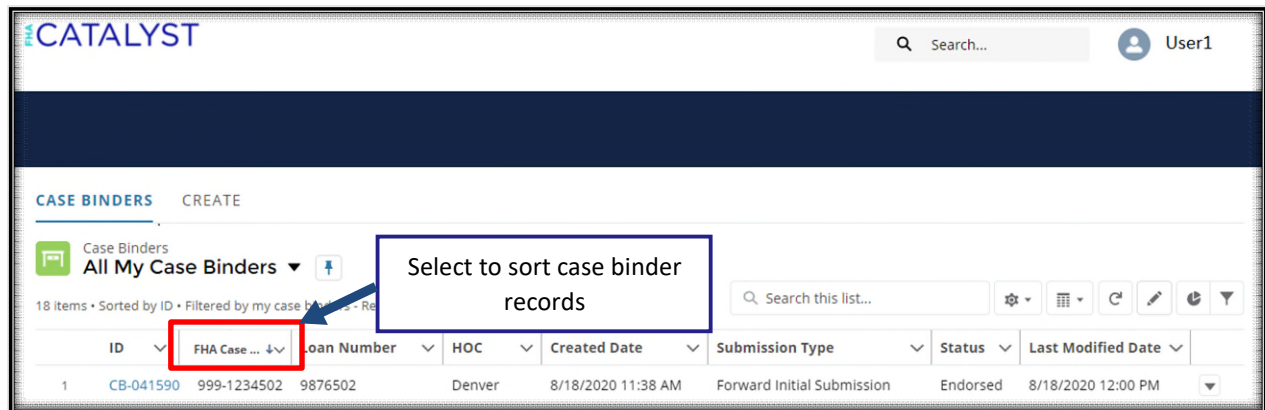 FHA CATALYST
Search...
User1
CASE BINDERS CREATE
Case Binders
All My Case Binders
Select to sort case binder
records
18 items • Sorted by ID • Filtered by my case
Search this list...
ID FHA Case ... Loan Number HOC Created Date Submission Type Status Last Modified Date
1 CB-041590 999-1234502 9876502 Denver 8/18/2020 11:38 AM Forward Initial Submission Endorsed 8/18/2020 12:00 PM